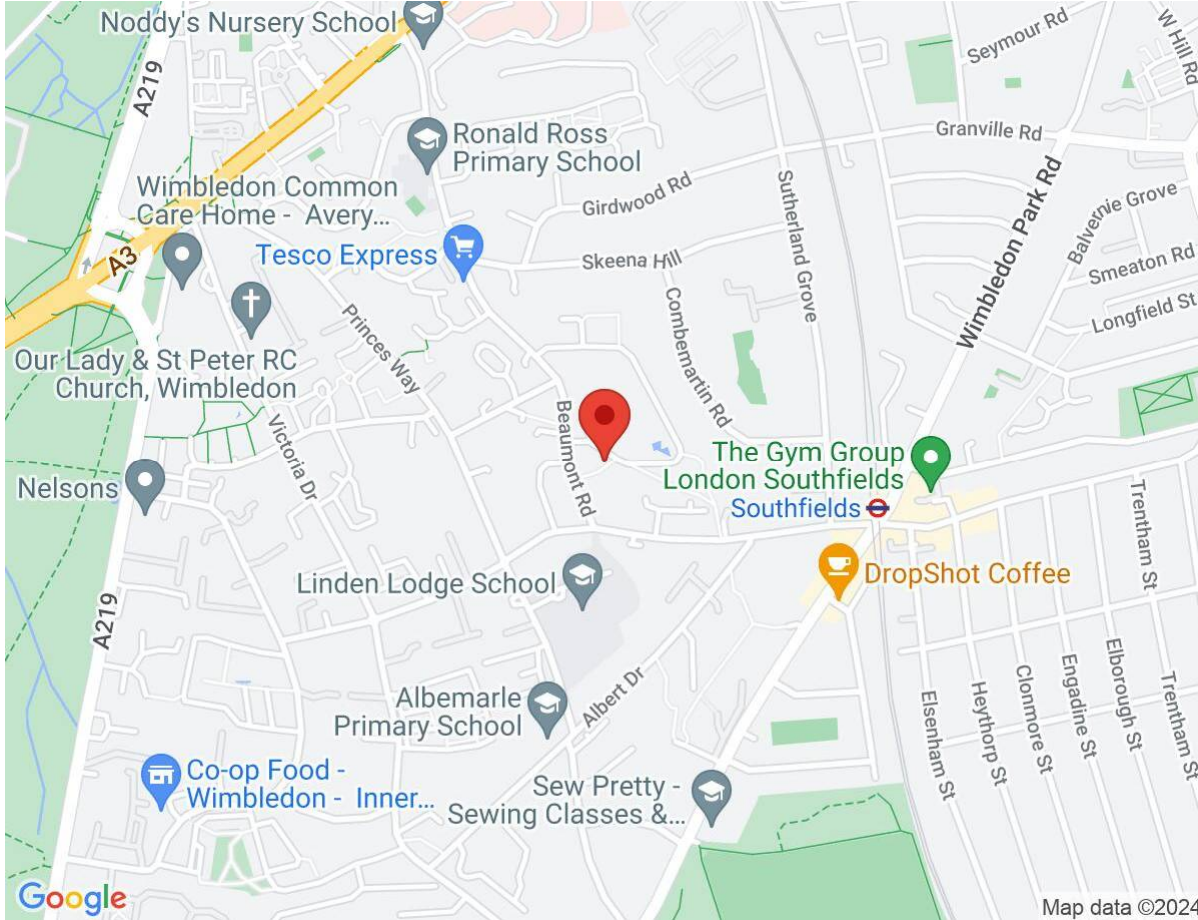 Noddy's Nursery School
Seymour Rd
W Hill Rd
A219
Granville Rd
Ronald Ross
Primary School
Wimbledon Common
Care Home - Avery...
Girdwood Rd
Sutherland Grove
Wimbledon Park Rd
Balvernie Grove
A3
Tesco Express
Skeena Hill
Smeaton Rd
Longfield St
Combemartin Rd
Princes Way
Our Lady & St Peter RC
Church, Wimbledon
Beaumont Rd
Victoria Dr
The Gym Group
London Southfields
Southfields
Nelsons
Trentham St
Linden Lodge School
DropShot Coffee
A219
Albemarle
Primary School
Albert Dr
Elsenham St
Heythorp St
Clonmore St
Engadine St
Elborough St
Trentham St
Co-op Food -
Wimbledon - Inner...
Sew Pretty -
Sewing Classes &...
Google
Map data ©2024